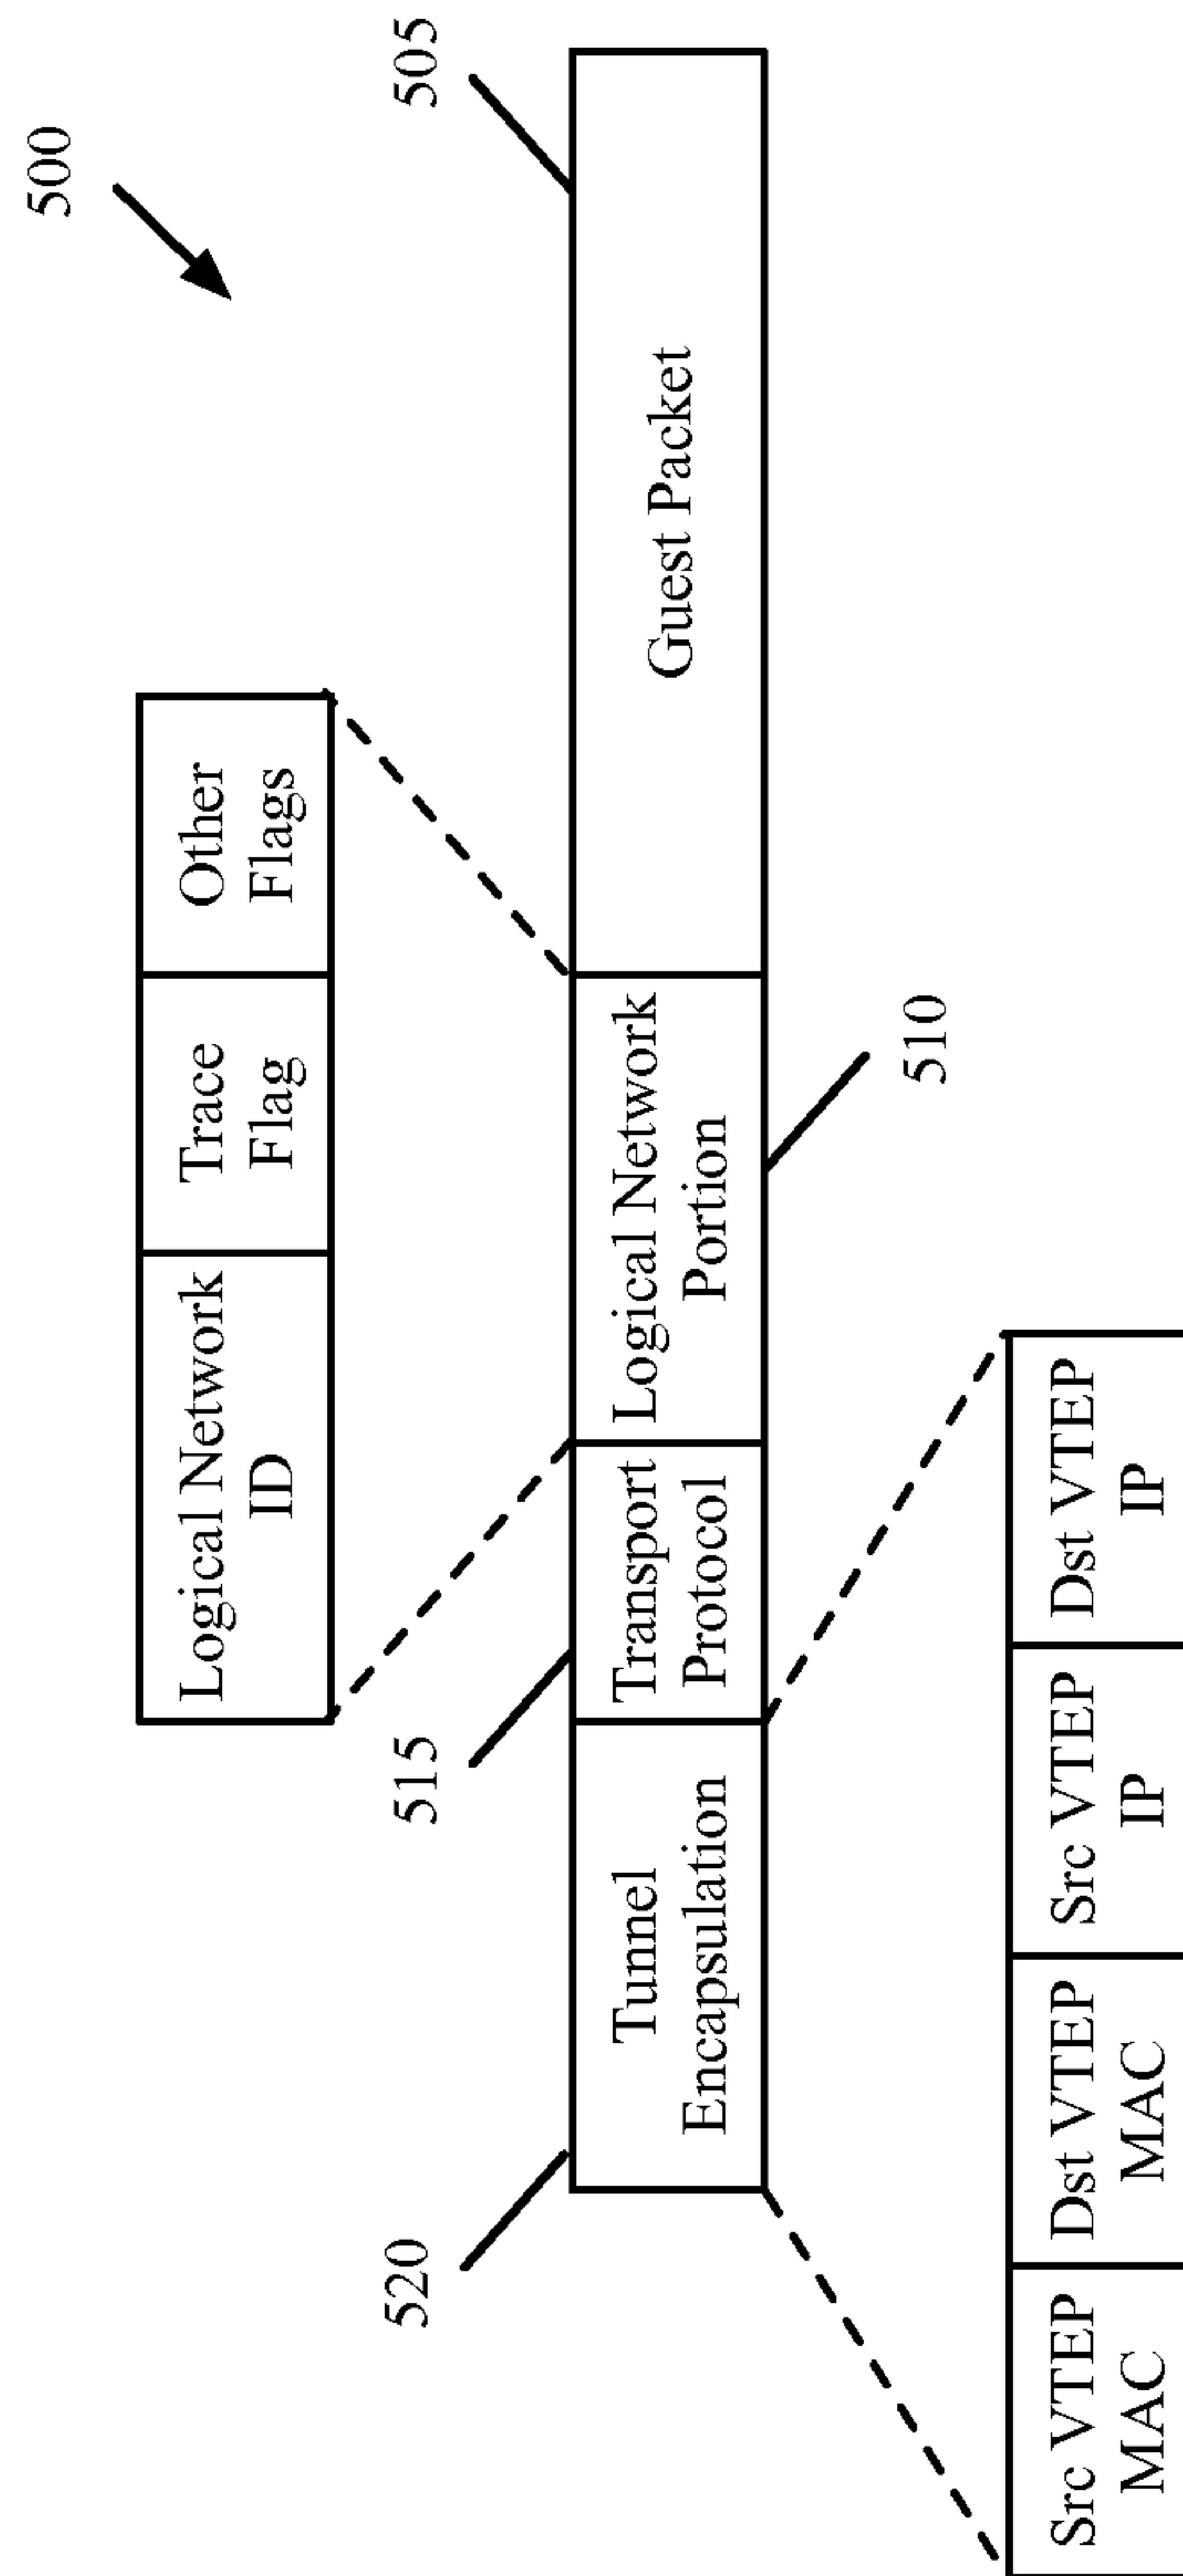 500
Logical Network
ID
Trace
Flag
Other
Flags
520
515
505
Tunnel
Encapsulation
Transport
Protocol
Logical Network
Portion
Guest Packet
510
Src VTEP
MAC
Dst VTEP
MAC
Src VTEP
IP
Dst VTEP
IP